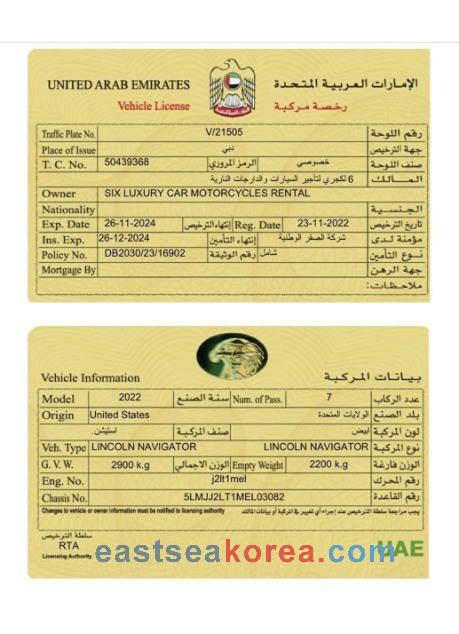 UNITED ARAB EMIRATES الإمارات العربية المتحدة
Vehicle License رخصة مركبة
Traffic Plate No. V/21505 رقم اللوحة
Place of Issue دبي جهة الترخيص
T. C. No. 50439368 الرمز المروري خصوصي صنف اللوحة
6 لكجري لتأجير السيارات والدارجات النارية المالك
Owner SIX LUXURY CAR MOTORCYCLES RENTAL
Nationality الجنسية
Exp. Date 26-11-2024 إنتهاء الترخيص Reg. Date 23-11-2022 تاريخ الترخيص
Ins. Exp. 26-12-2024 إنتهاء التأمين شركة الصقر الوطنية مؤمنة لدى
Policy No. DB2030/23/16902 رقم الوثيقة شامل نوع التأمين
Mortgage By جهة الرهن
ملاحظات:
Vehicle Information بيانات المركبة
Model 2022 سنة الصنع Num. of Pass. 7 عدد الركاب
Origin United States الولايات المتحدة بلد الصنع
استيشن. صنف المركبة ابيض لون المركبة
Veh. Type LINCOLN NAVIGATOR LINCOLN NAVIGATOR نوع المركبة
G. V. W. 2900 k.g الوزن الاجمالي Empty Weight 2200 k.g الوزن فارغة
Eng. No. j2lt1mel رقم المحرك
Chassis No. 5LMJJ2LT1MEL03082 رقم القاعدة
Changes to vehicle or owner information must be notified to licensing authority يجب مراجعة سلطة الترخيص عند إجراء أي تغيير في المركبة أو بيانات المالك
سلطة الترخيص
RTA
Licensing Authority
UAE
eastseakorea.com